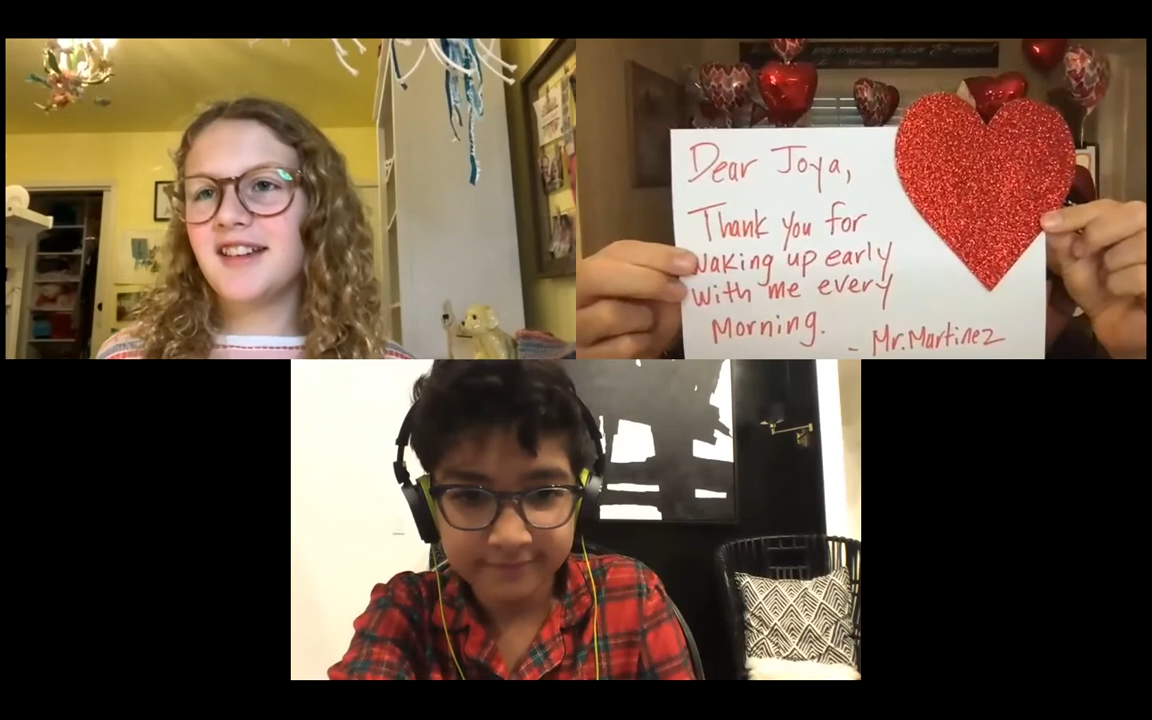 Dear Joya,
Thank you for
waking up early
with me every
Morning.
- Mr. Martinez